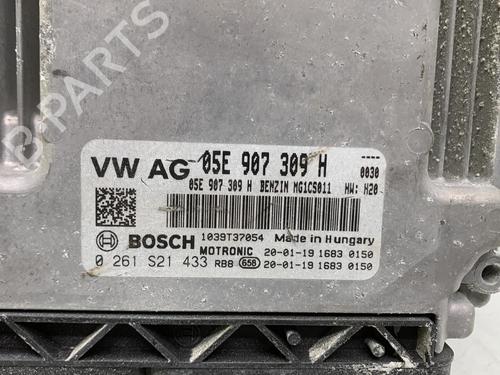 B-PARTS
VW AG 05E 907 309 H
05E 907 309 H BENZIN MG1CS011
0030
HW: H20
BOSCH
1039T37054 Made in Hungary
MOTRONIC 20-01-19 1683 0150
0 261 S21 433 RBB 658 20-01-19 1683 0150